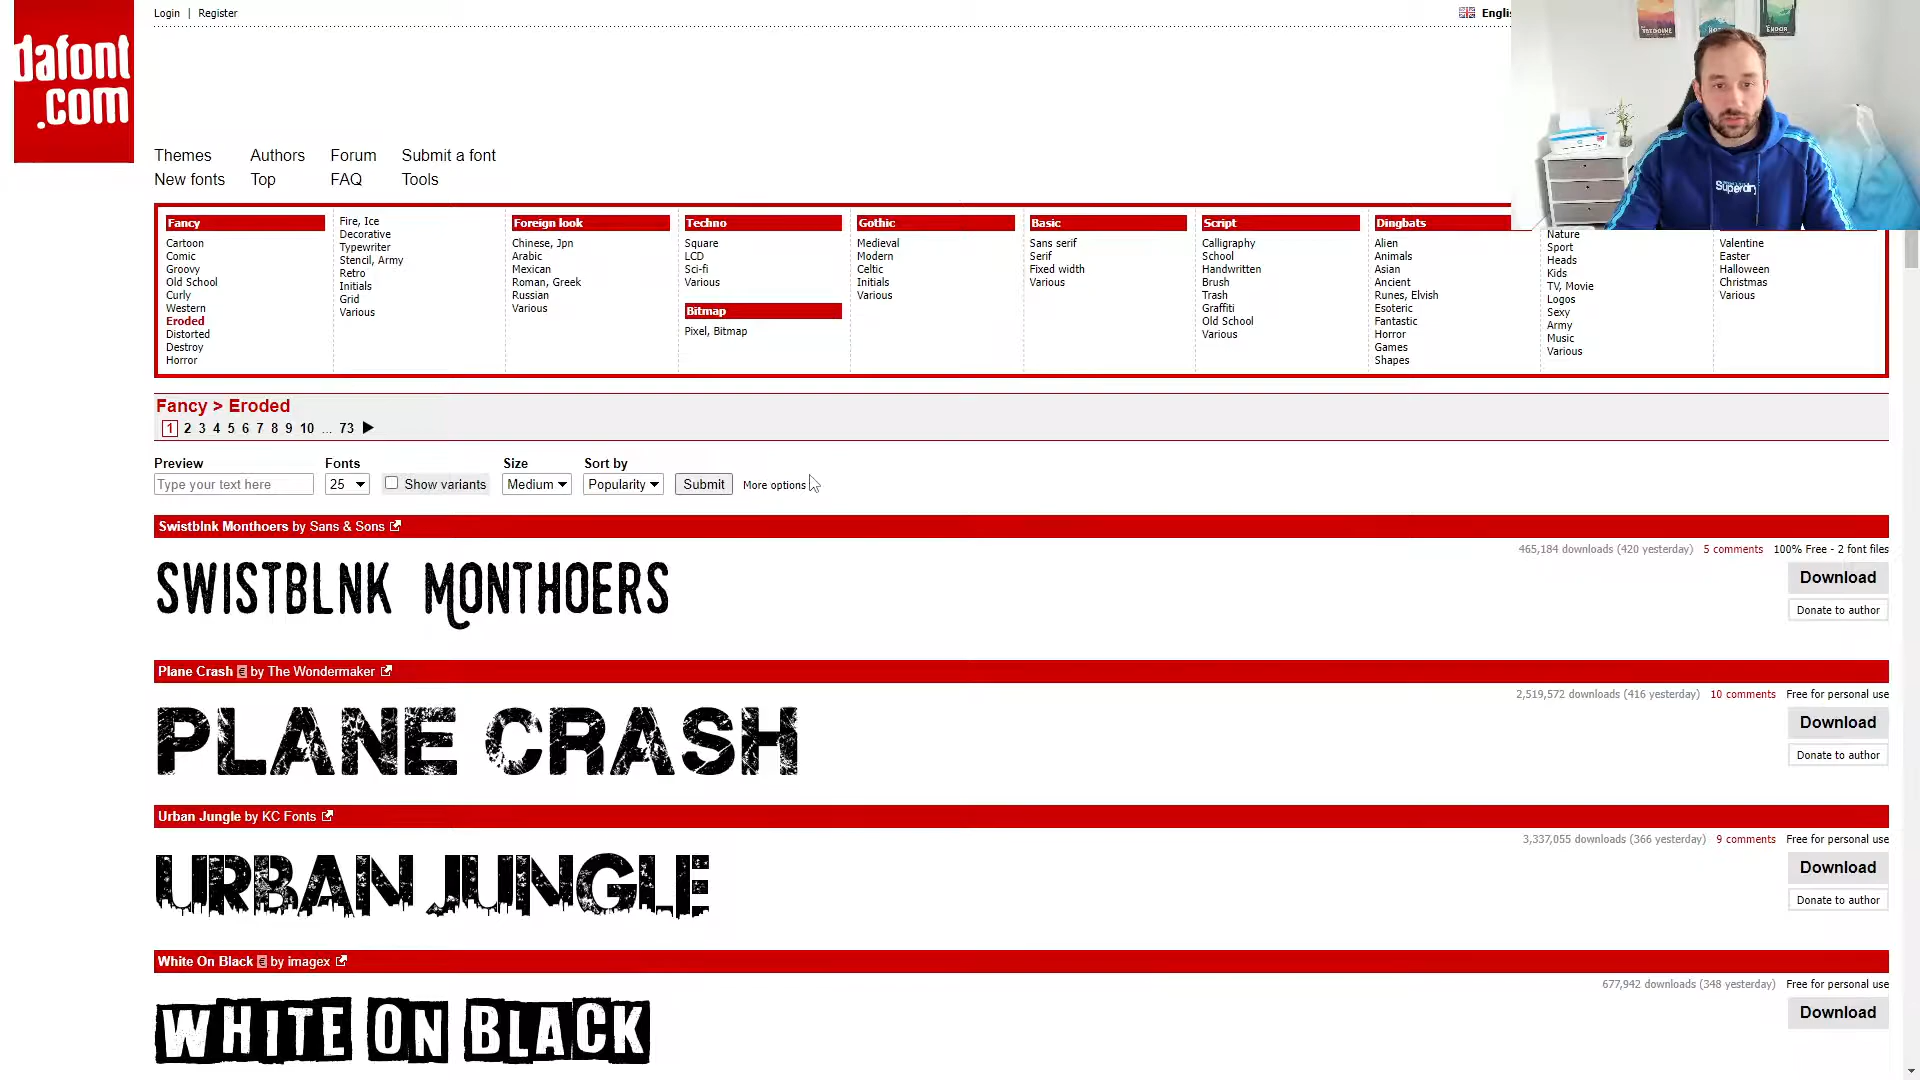 dafont
.com
Login | Register
Englis
Themes Authors Forum Submit a font
New fonts Top FAQ Tools
Fancy
Cartoon
Comic
Groovy
Old School
Curly
Western
Eroded
Distorted
Destroy
Horror
Fire, Ice
Decorative
Typewriter
Stencil, Army
Retro
Initials
Grid
Various
Foreign look
Chinese, Jpn
Arabic
Mexican
Roman, Greek
Russian
Various
Techno
Square
LCD
Sci-fi
Various
Bitmap
Pixel, Bitmap
Gothic
Medieval
Modern
Celtic
Initials
Various
Basic
Sans serif
Serif
Fixed width
Various
Script
Calligraphy
School
Handwritten
Brush
Trash
Graffiti
Old School
Various
Dingbats
Alien
Animals
Asian
Ancient
Runes, Elvish
Esoteric
Fantastic
Horror
Games
Shapes
Nature
Sport
Heads
Kids
TV, Movie
Logos
Sexy
Army
Music
Various
Valentine
Easter
Halloween
Christmas
Various
Superdry
Fancy > Eroded
1 2 3 4 5 6 7 8 9 10 ... 73
Preview Fonts Size Sort by
Type your text here 25 Show variants Medium Popularity Submit More options
Swistblnk Monthoers by Sans & Sons
465,184 downloads (420 yesterday) 5 comments 100% Free - 2 font files
SWISTBLNK MONTHOERS
Download
Donate to author
Plane Crash € by The Wondermaker
2,519,572 downloads (416 yesterday) 10 comments Free for personal use
PLANE CRASH
Download
Donate to author
Urban Jungle by KC Fonts
3,337,055 downloads (366 yesterday) 9 comments Free for personal use
URBAN JUNGLE
Download
Donate to author
White On Black € by imagex
677,942 downloads (348 yesterday) Free for personal use
WHITE ON BLACK
Download